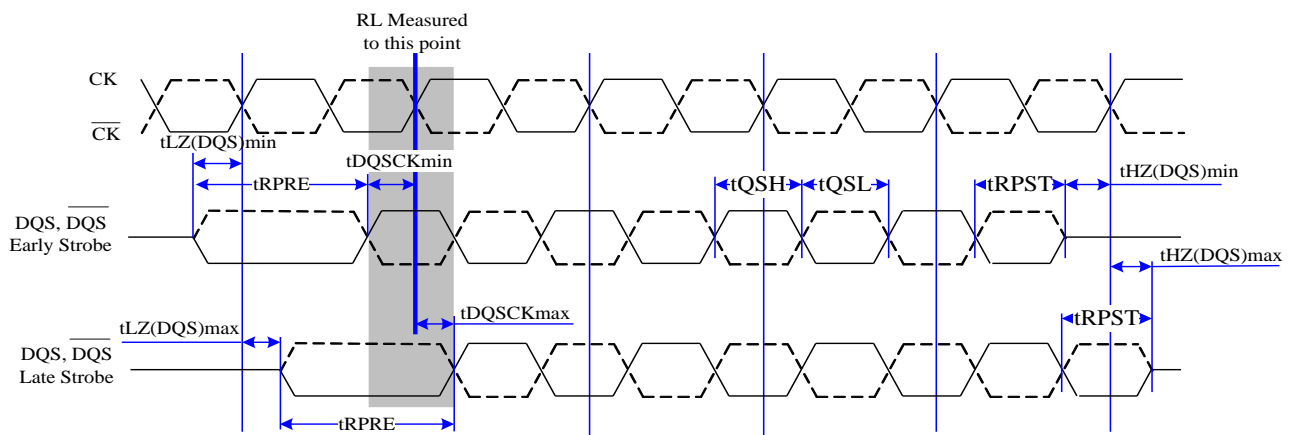 RL Measured
to this point
CK
CK
tLZ(DQS)min
tDQSCKmin
tRPRE
tQSH
tQSL
tRPST
tHZ(DQS)min
DQS, DQS
Early Strobe
tHZ(DQS)max
tLZ(DQS)max
tDQSCKmax
tRPST
DQS, DQS
Late Strobe
tRPRE